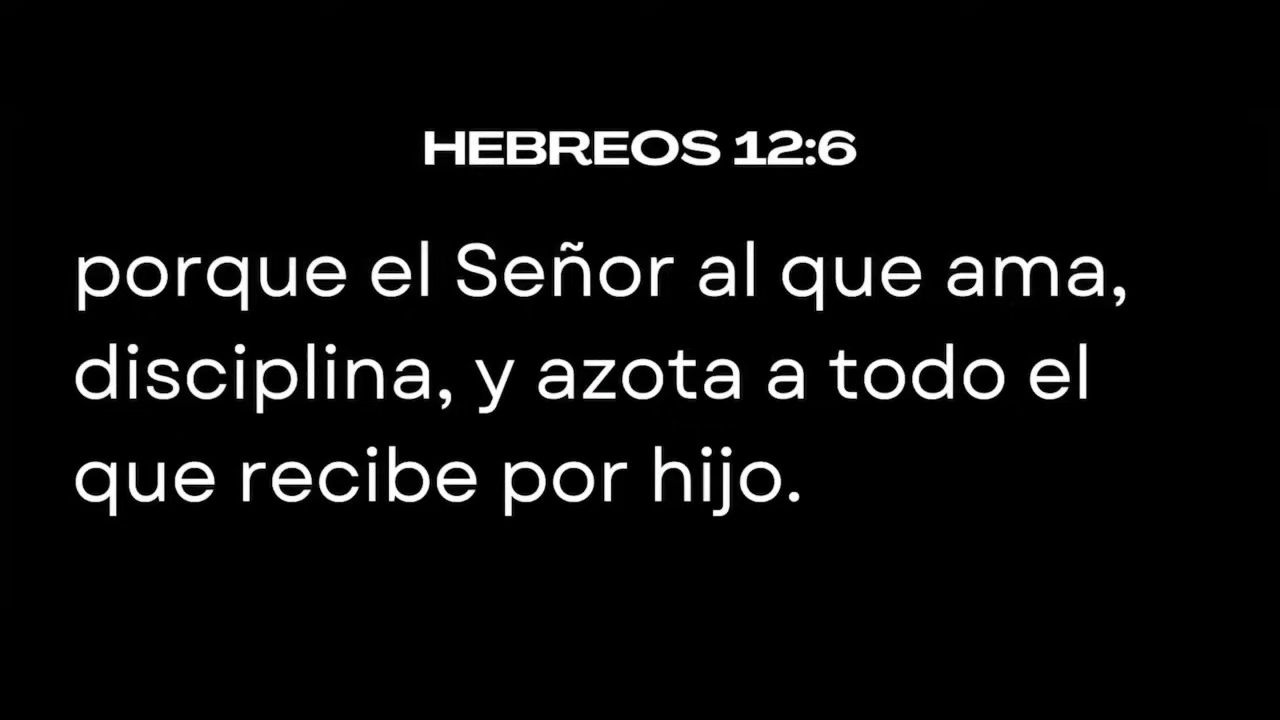 HEBREOS 12:6
porque el Señor al que ama,
disciplina, y azota a todo el
que recibe por hijo.